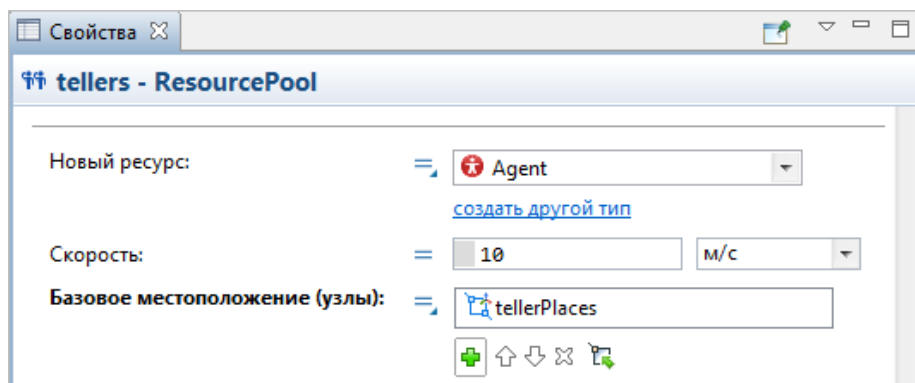 Свойства
tellers - ResourcePool
Новый ресурс:
Agent
создать другой тип
Скорость:
10
м/с
Базовое местоположение (узлы):
tellerPlaces